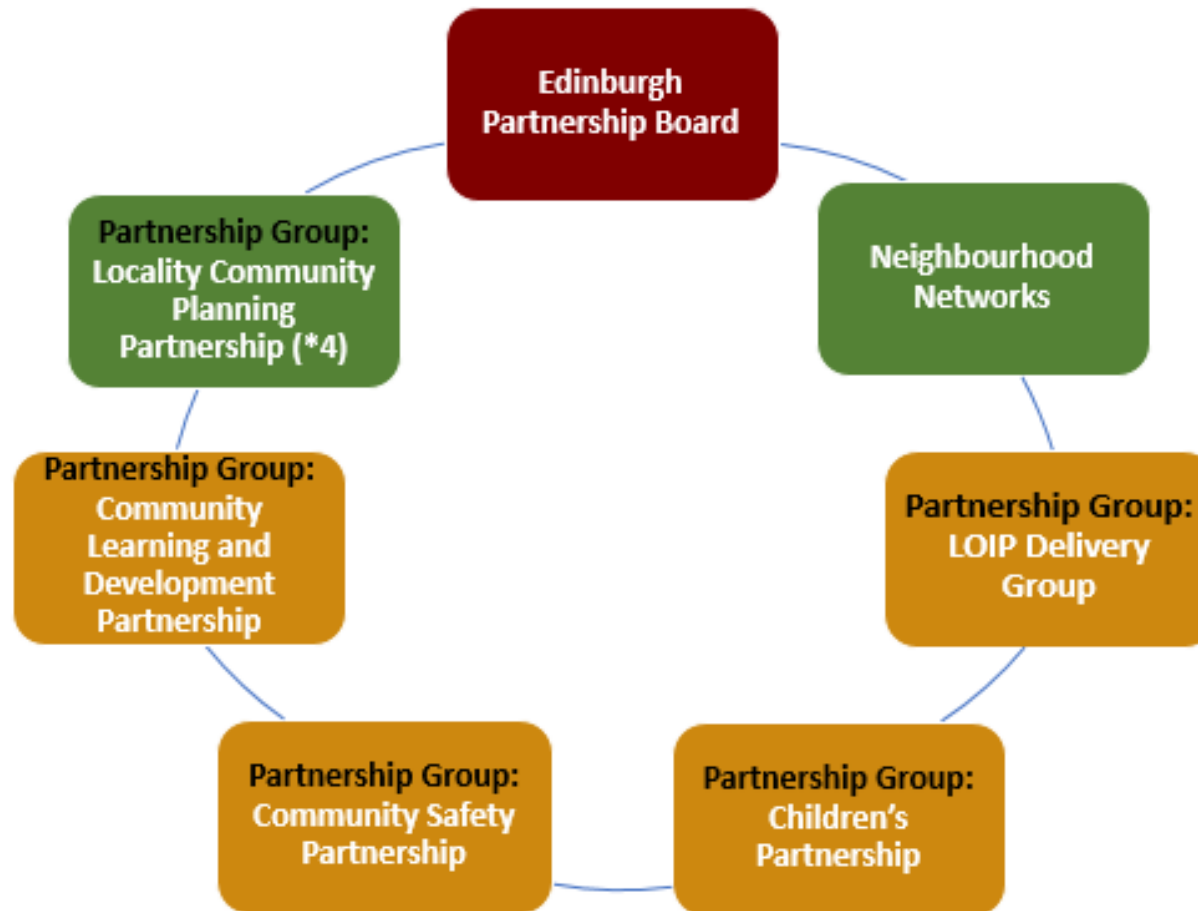 Edinburgh
Partnership Board
Partnership Group:
Locality Community
Planning
Partnership (*4)
Neighbourhood
Networks
Partnership Group:
Community
Learning and
Development
Partnership
Partnership Group:
LOIP Delivery
Group
Partnership Group:
Community Safety
Partnership
Partnership Group:
Children’s
Partnership